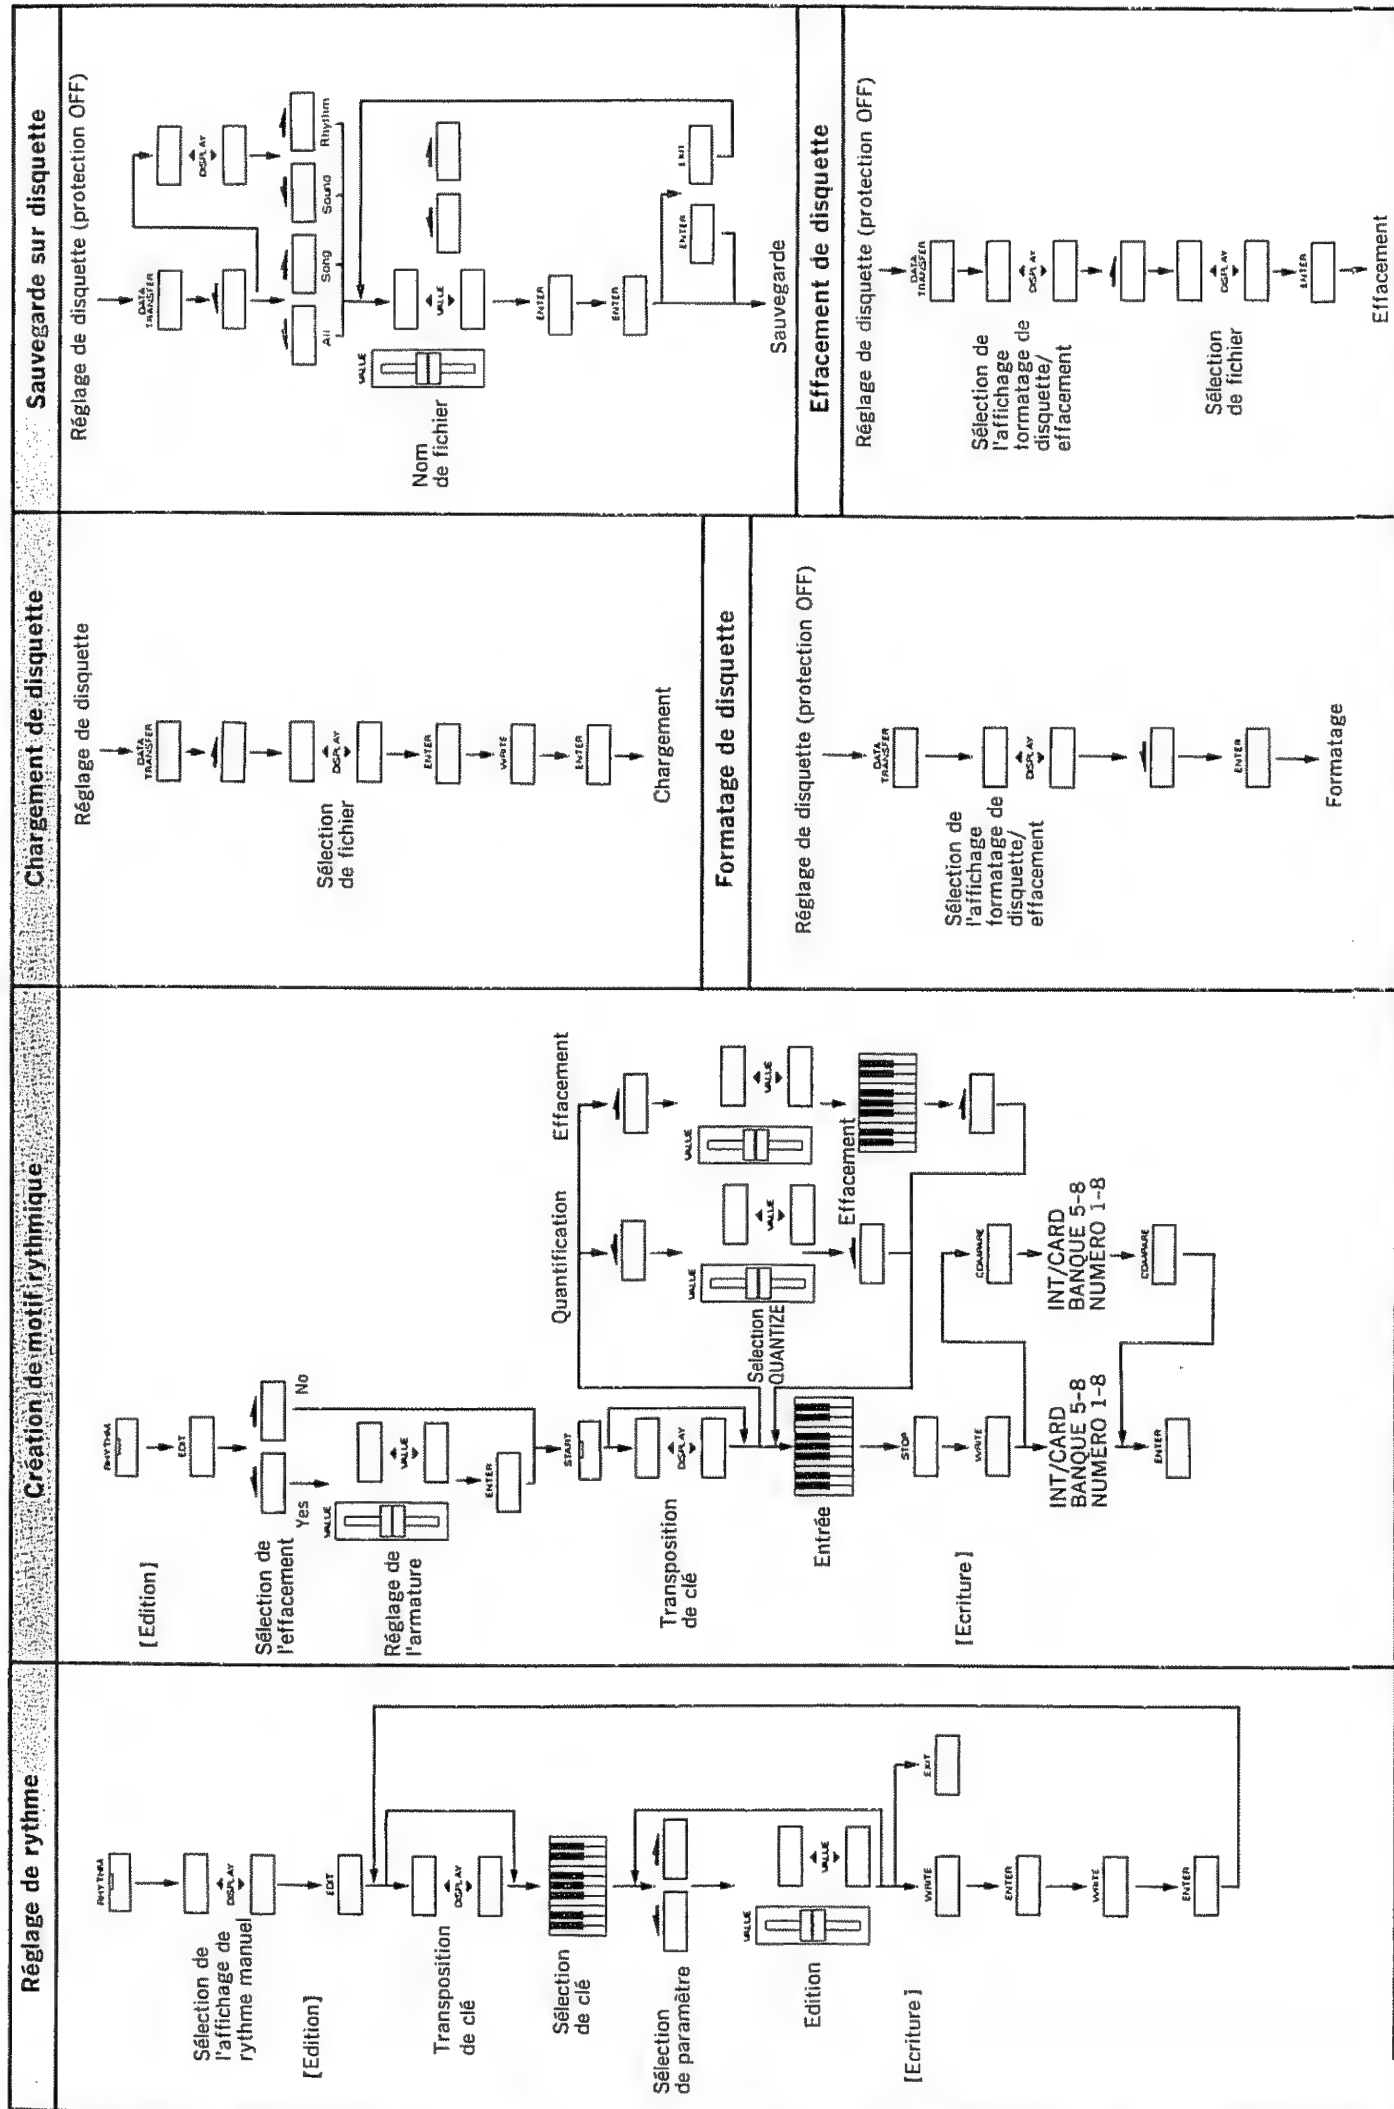 Réglage de rythme
RHYTHM
Sélection de
l'affichage de
rythme manuel
DISPLAY
[Edition]
EDIT
Transposition
de clé
DISPLAY
Sélection
de clé
Sélection
de paramètre
Edition
VALUE
VALUE
[Ecriture]
WRITE
EXIT
ENTER
WRITE
ENTER
Création de motif rythmique
RHYTHM
[Edition]
EDIT
Sélection de
l'effacement
Yes
No
Réglage de
l'armature
VALUE
VALUE
ENTER
START
Transposition
de clé
DISPLAY
Quantification
Effacement
VALUE
VALUE
VALUE
VALUE
Selection
QUANTIZE
Effacement
Entrée
STOP
[Ecriture]
WRITE
COMPARE
INT/CARD
BANQUE 5-8
NUMÉRO 1-8
INT/CARD
BANQUE 5-8
NUMERO 1-8
COMPARE
ENTER
Chargement de disquette
Réglage de disquette
DATA
TRANSFER
Sélection
de fichier
DISPLAY
ENTER
WRITE
ENTER
Chargement
Formatage de disquette
Réglage de disquette (protection OFF)
DATA
TRANSFER
Sélection de
l'affichage
formatage de
disquette/
effacement
DISPLAY
ENTER
Formatage
Sauvegarde sur disquette
Réglage de disquette (protection OFF)
DATA
TRANSFER
DISPLAY
All
Song
Sound
Rhythm
Nom
de fichier
VALUE
VALUE
ENTER
ENTER
ENTER
EXIT
Sauvegarde
Effacement de disquette
Réglage de disquette (protection OFF)
DATA
TRANSFER
Sélection de
l'affichage
formatage de
disquette/
effacement
DISPLAY
Sélection
de fichier
DISPLAY
ENTER
Effacement